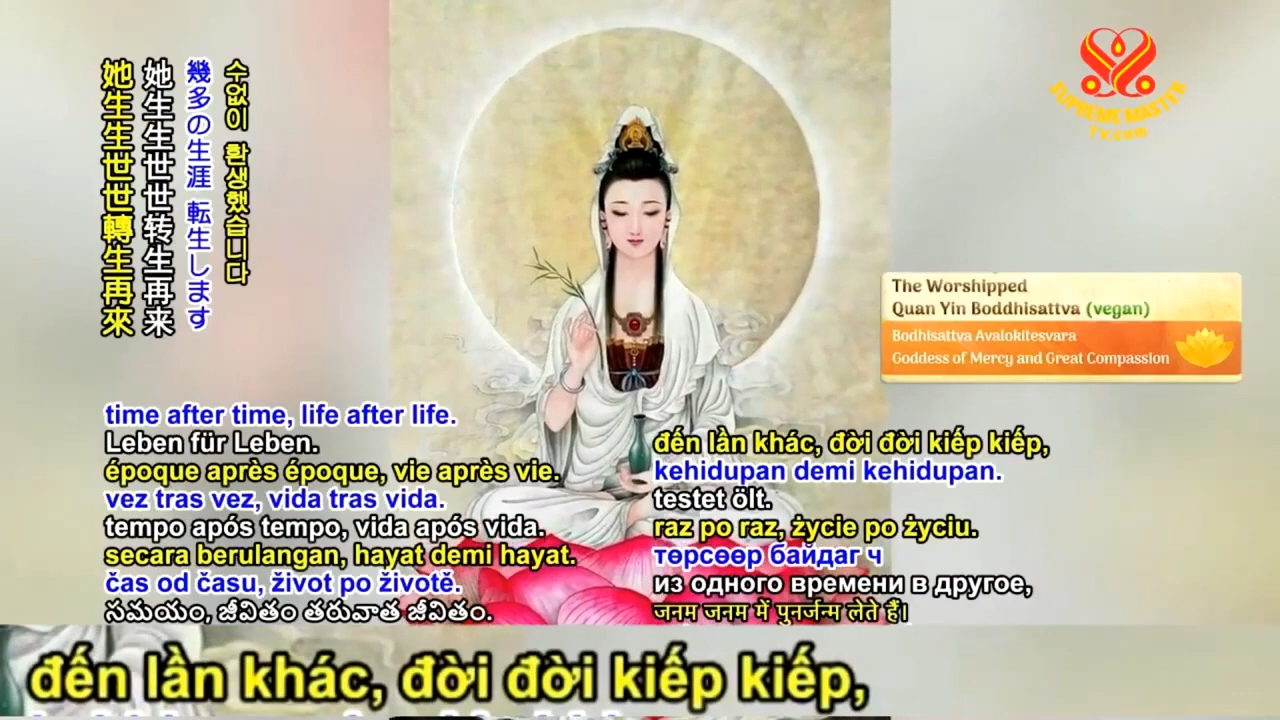 수없이 환생했습니다
幾多の生涯 転生します
她生生世世转生再来
她生生世世轉生再來
SUPREME MASTER
TV.com
The Worshipped
Quan Yin Boddhisattva (vegan)
Bodhisattva Avalokitesvara
Goddess of Mercy and Great Compassion
time after time, life after life.
Leben für Leben.
époque après époque, vie après vie.
vez tras vez, vida tras vida.
tempo após tempo, vida após vida.
secara berulangan, hayat demi hayat.
čas od času, život po životě.
సమయం, జీవితం తరువాత జీవితం.
đến lần khác, đời đời kiếp kiếp,
kehidupan demi kehidupan.
testet ölt.
raz po raz, życie po życiu.
төрсөөр байдаг ч
из одного времени в другое,
जनम जनम में पुनर्जन्म लेते हैं।
đến lần khác, đời đời kiếp kiếp,